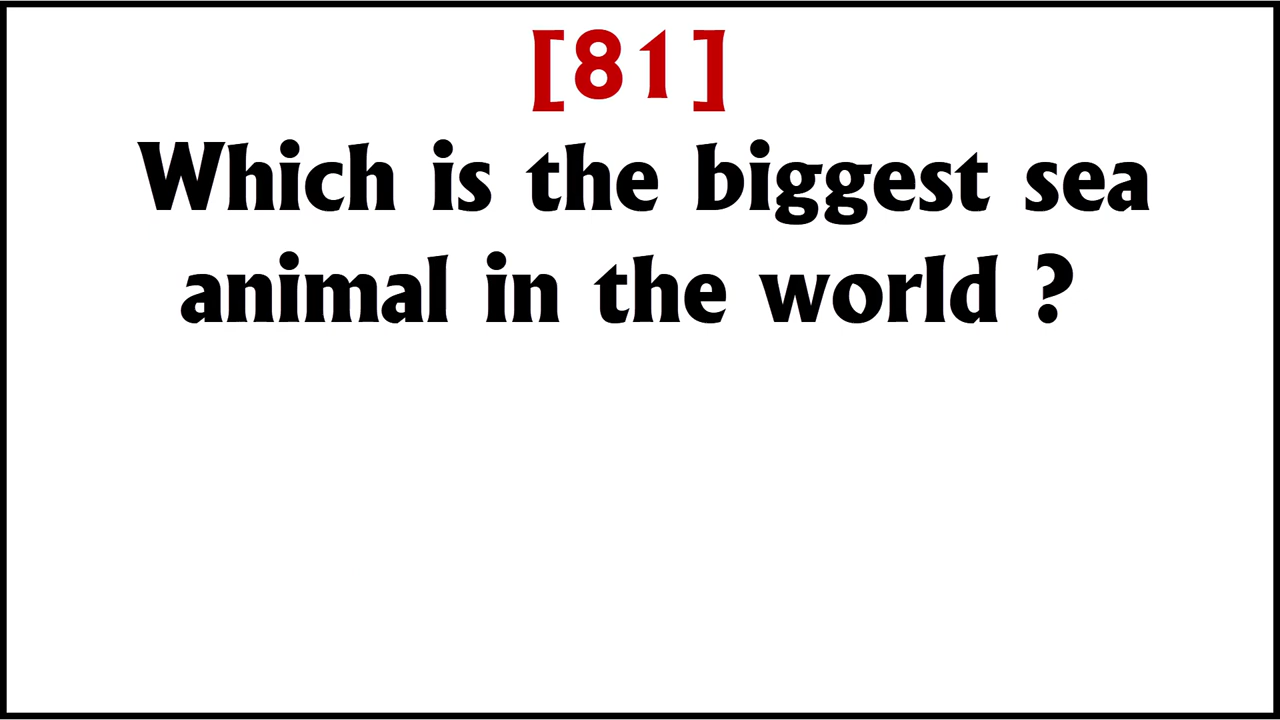 [81]
Which is the biggest sea
animal in the world ?